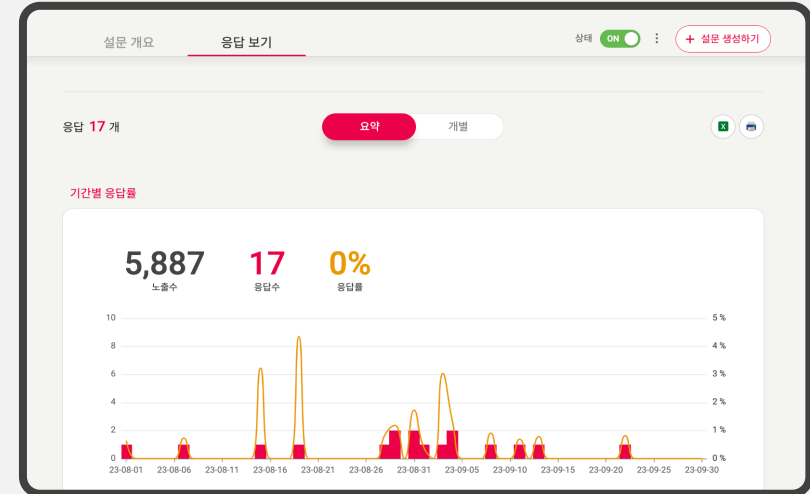 설문 개요 응답 보기 상태 ON + 설문 생성하기
응답 17 개 요약 개별
기간별 응답률
5,887 17 0%
노출수 응답수 응답률
10 5 %
8 4 %
6 3 %
4 2 %
2 1 %
0 0 %
23-08-01 23-08-06 23-08-11 23-08-16 23-08-21 23-08-26 23-08-31 23-09-05 23-09-10 23-09-15 23-09-20 23-09-25 23-09-30